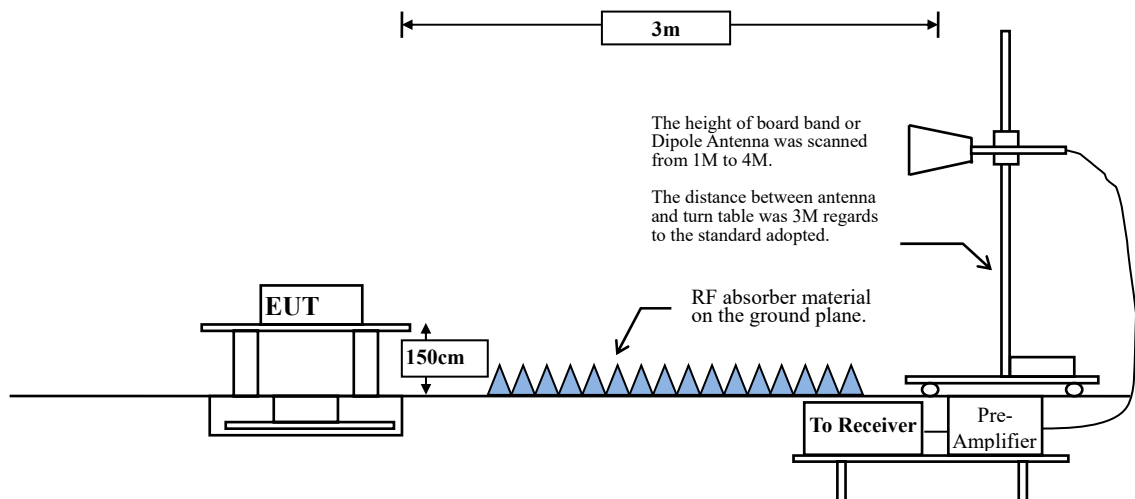 3m
The height of board band or
Dipole Antenna was scanned
from 1M to 4M.
The distance between antenna
and turn table was 3M regards
to the standard adopted.
EUT
RF absorber material
on the ground plane.
150cm
To Receiver
Pre-
Amplifier